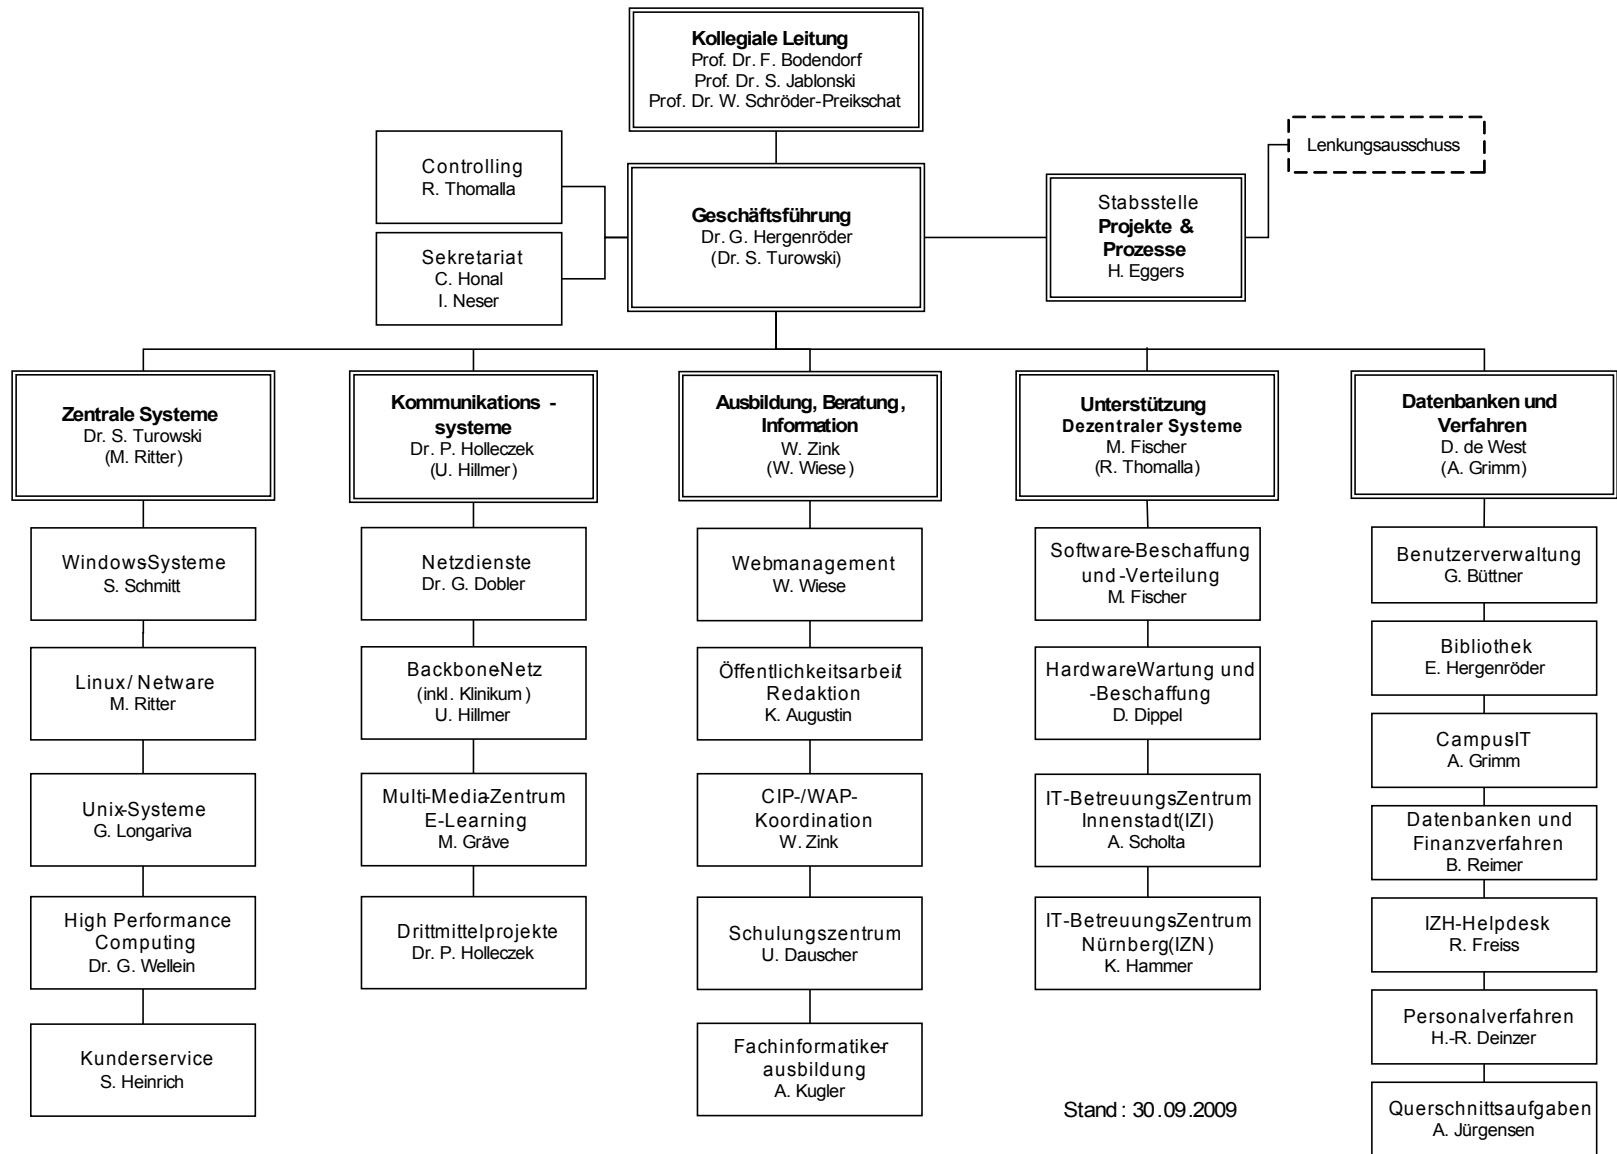 Kollegiale Leitung
Prof. Dr. F. Bodendorf
Prof. Dr. S. Jablonski
Prof. Dr. W. Schröder-Preikschat
Controlling
R. Thomalla
Sekretariat
C. Honal
I. Neser
Geschäftsführung
Dr. G. Hergenröder
(Dr. S. Turowski)
Stabsstelle
Projekte &
Prozesse
H. Eggers
Lenkungsausschuss
Zentrale Systeme
Dr. S. Turowski
(M. Ritter)
WindowsSysteme
S. Schmitt
Linux/ Netware
M. Ritter
Unix-Systeme
G. Longariva
High Performance
Computing
Dr. G. Wellein
Kunderservice
S. Heinrich
Kommunikations -
systeme
Dr. P. Holleczek
(U. Hillmer)
Netzdienste
Dr. G. Dobler
Backbone-Netz
(inkl. Klinikum)
U. Hillmer
Multi-Media-Zentrum
E-Learning
M. Gräve
Drittmittelprojekte
Dr. P. Holleczek
Ausbildung, Beratung,
Information
W. Zink
(W. Wiese)
Webmanagement
W. Wiese
Öffentlichkeitsarbeit/
Redaktion
K. Augustin
CIP-/WAP-
Koordination
W. Zink
Schulungszentrum
U. Dauscher
Fachinformatiker-
ausbildung
A. Kugler
Unterstützung
Dezentraler Systeme
M. Fischer
(R. Thomalla)
Software-Beschaffung
und -Verteilung
M. Fischer
Hardware-Wartung und
-Beschaffung
D. Dippel
IT-BetreuungsZentrum
Innenstadt(IZI)
A. Scholta
IT-BetreuungsZentrum
Nürnberg(IZN)
K. Hammer
Datenbanken und
Verfahren
D. de West
(A. Grimm)
Benutzerverwaltung
G. Büttner
Bibliothek
E. Hergenröder
CampusIT
A. Grimm
Datenbanken und
Finanzverfahren
B. Reimer
IZH-Helpdesk
R. Freiss
Personalverfahren
H.-R. Deinzer
Querschnittsaufgaben
A. Jürgensen
Stand : 30.09.2009